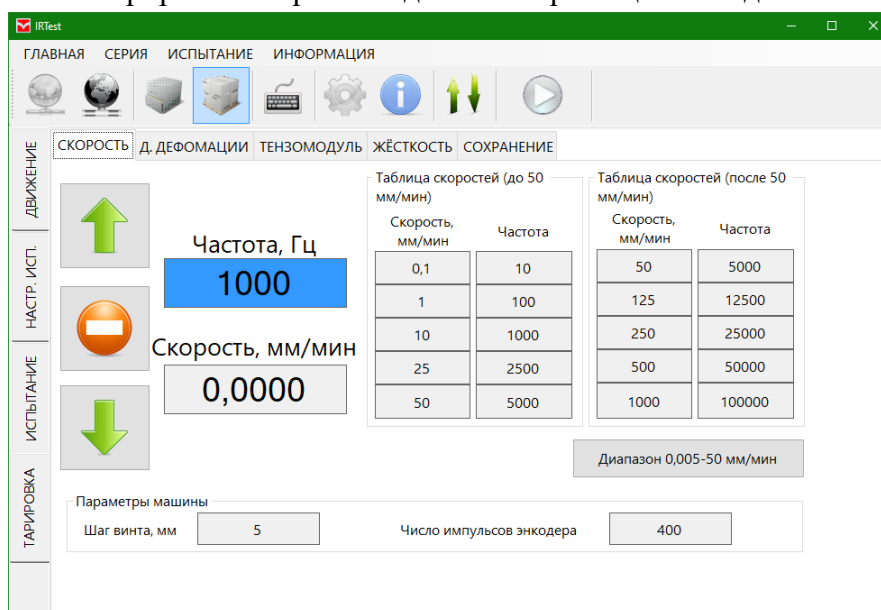 IRTest
ГЛАВНАЯ СЕРИЯ ИСПЫТАНИЕ ИНФОРМАЦИЯ
ДВИЖЕНИЕ
НАСТР. ИСП.
ИСПЫТАНИЕ
ТАРИРОВКА
СКОРОСТЬ Д. ДЕФОМАЦИИ ТЕНЗОМОДУЛЬ ЖЁСТКОСТЬ СОХРАНЕНИЕ
Частота, Гц
1000
Скорость, мм/мин
0,0000
Таблица скоростей (до 50
мм/мин)
Скорость,
мм/мин
Частота
0,1 10
1 100
10 1000
25 2500
50 5000
Таблица скоростей (после 50
мм/мин)
Скорость,
мм/мин
Частота
50 5000
125 12500
250 25000
500 50000
1000 100000
Диапазон 0,005-50 мм/мин
Параметры машины
Шаг винта, мм 5 Число импульсов энкодера 400